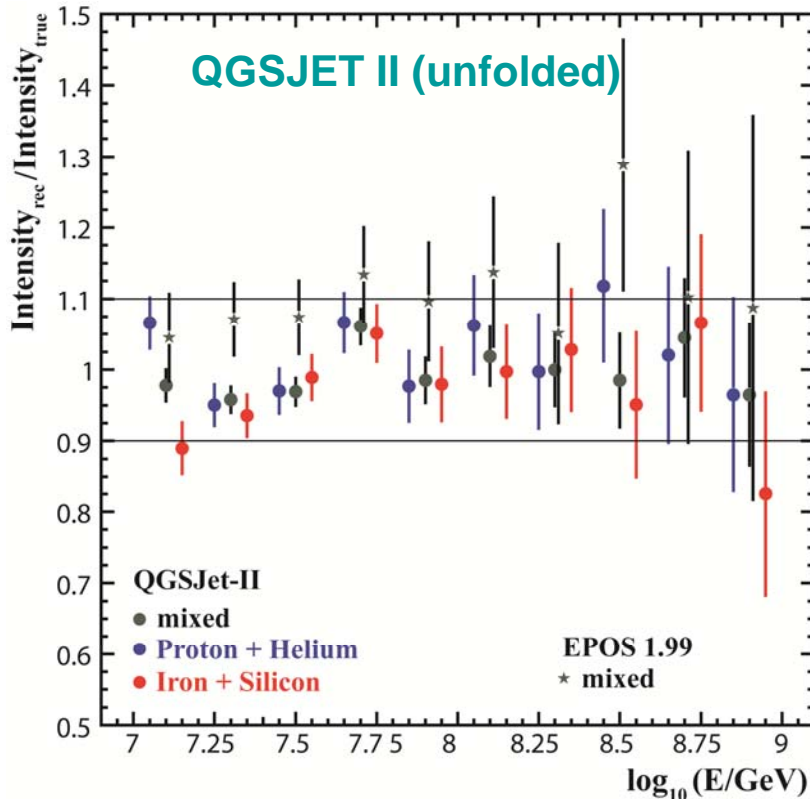 QGSJET II (unfolded)
Intensity_rec/Intensity_true
1.5
1.4
1.3
1.2
1.1
1
0.9
0.8
0.7
0.6
0.5
QGSJet-II
mixed
Proton + Helium
Iron + Silicon
EPOS 1.99
mixed
7 7.25 7.5 7.7 5 8 8.25 8.5 8.75 9
log10 (E/GeV)